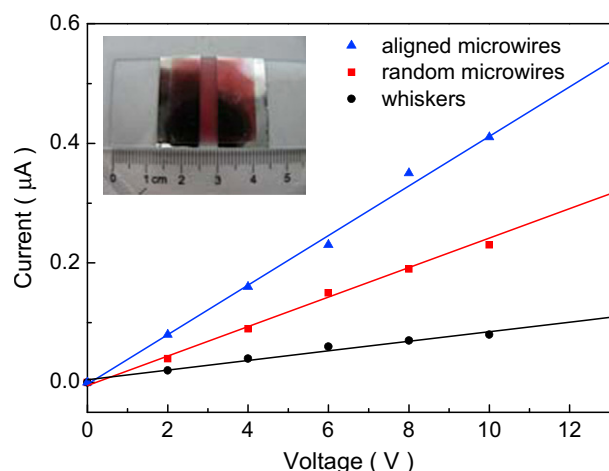 0.6
0.4
0.2
0.0
Current ( μA )
aligned microwires
random microwires
whiskers
0 1 cm 2 3 4 5
0 2 4 6 8 10 12
Voltage ( V )